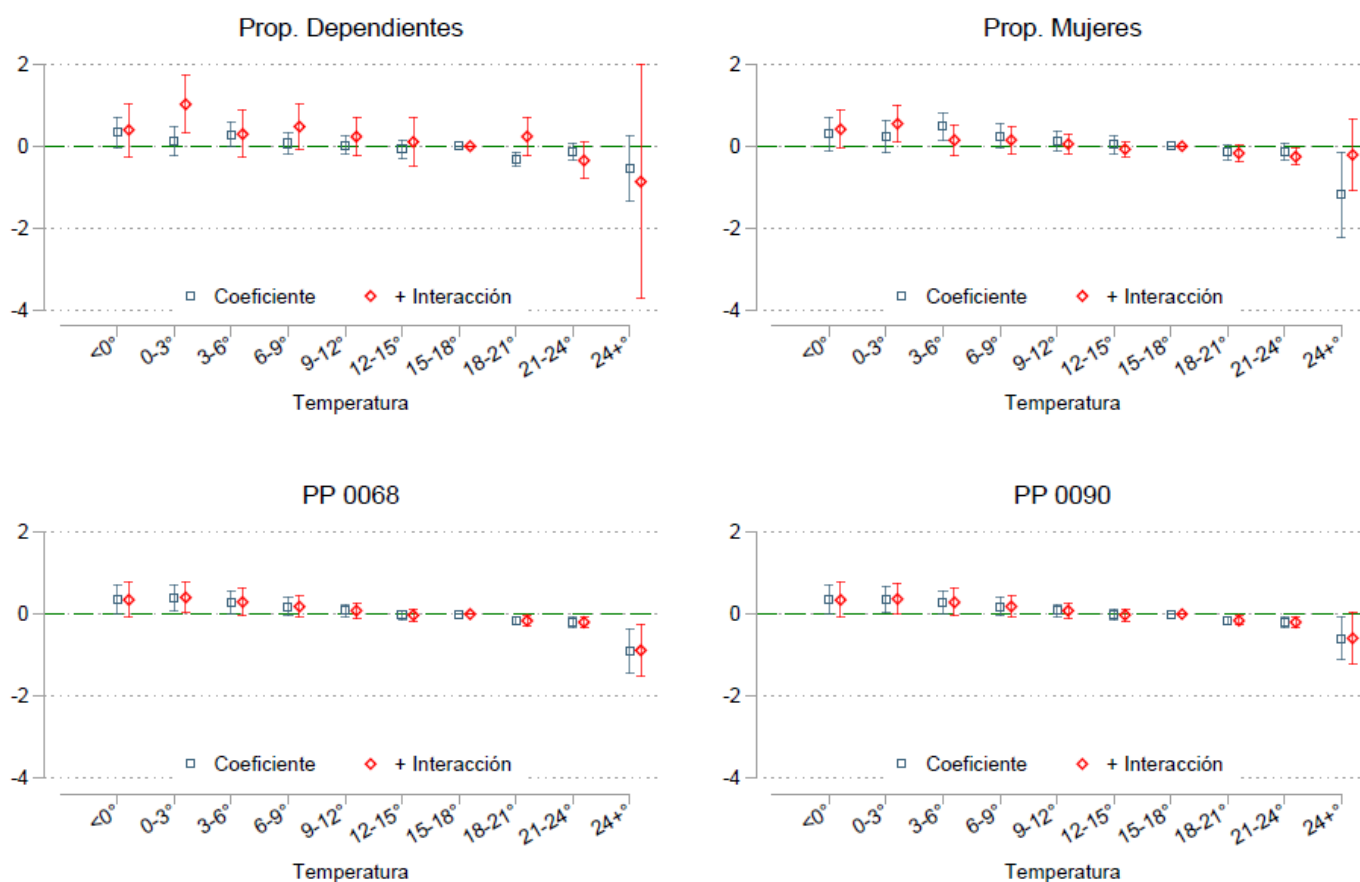 Prop. Dependientes
2
0
-2
-4
Coeficiente + Interacción
<0° 0-3° 3-6° 6-9° 9-12° 12-15° 15-18° 18-21° 21-24° 24+°
Temperatura
Prop. Mujeres
2
0
-2
-4
Coeficiente + Interacción
<0° 0-3° 3-6° 6-9° 9-12° 12-15° 15-18° 18-21° 21-24° 24+°
Temperatura
PP 0068
2
0
-2
-4
Coeficiente + Interacción
<0° 0-3° 3-6° 6-9° 9-12° 12-15° 15-18° 18-21° 21-24° 24+°
Temperatura
PP 0090
2
0
-2
-4
Coeficiente + Interacción
<0° 0-3° 3-6° 6-9° 9-12° 12-15° 15-18° 18-21° 21-24° 24+°
Temperatura